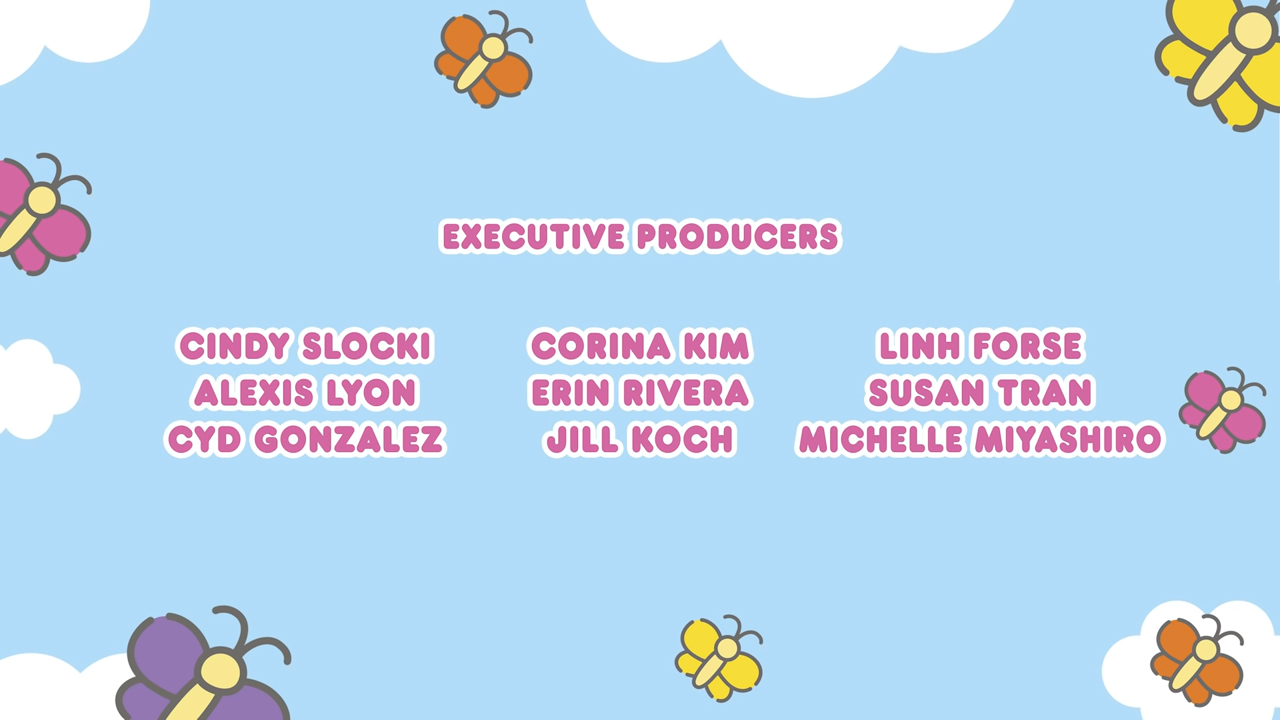 EXECUTIVE PRODUCERS
CINDY SLOCKI
ALEXIS LYON
CYD GONZALEZ
CORINA KIM
ERIN RIVERA
JILL KOCH
LINH FORSE
SUSAN TRAN
MICHELLE MIYASHIRO